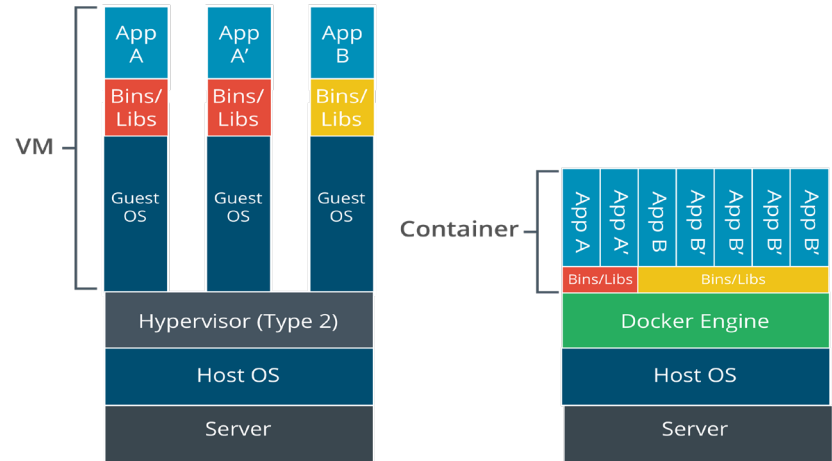 App
A
App
A’
App
B
Bins/
Libs
Bins/
Libs
Bins/
Libs
VM
Guest
OS
Guest
OS
Guest
OS
Hypervisor (Type 2)
Host OS
Server
Container
App A
App A’
App B
App B’
App B’
App B’
App B’
Bins/Libs
Bins/Libs
Docker Engine
Host OS
Server